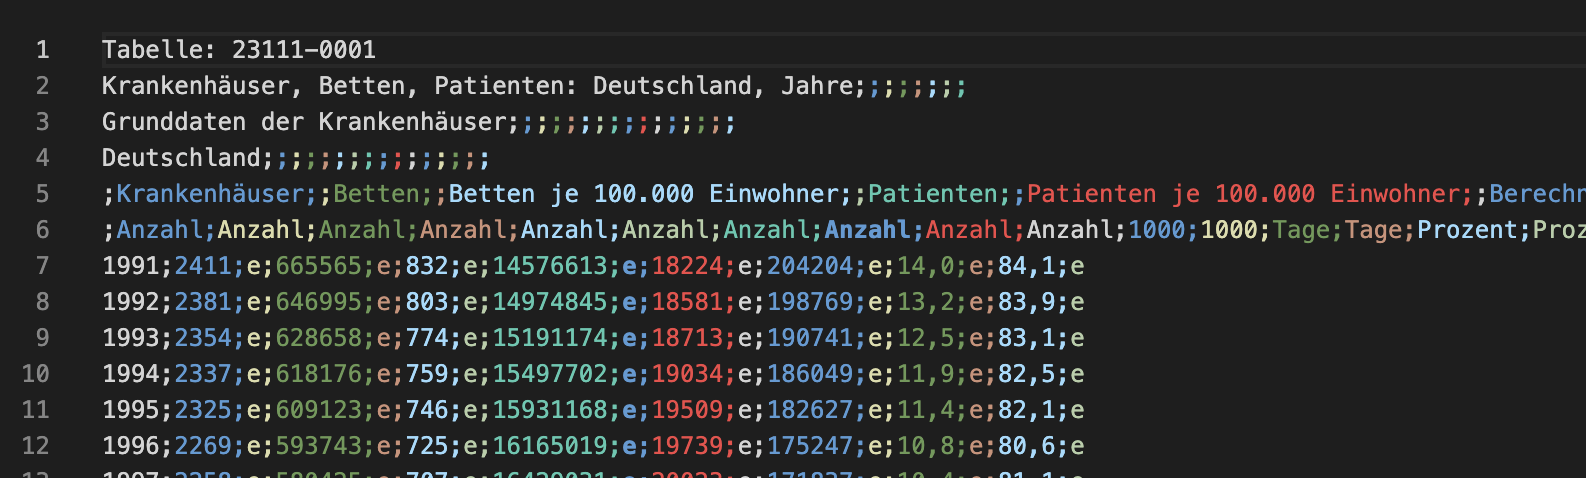 1 Tabelle: 23111-0001
2 Krankenhäuser, Betten, Patienten: Deutschland, Jahre;;;;;;;;
3 Grunddaten der Krankenhäuser;;;;;;;;;;;;;;;;
4 Deutschland;;;;;;;;;;;;;;;;
5 ;Krankenhäuser;;Betten;;Betten je 100.000 Einwohner;;Patienten;;Patienten je 100.000 Einwohner;;Berechn
6 ;Anzahl;Anzahl;Anzahl;Anzahl;Anzahl;Anzahl;Anzahl;Anzahl;Anzahl;Anzahl;1000;1000;Tage;Tage;Prozent;Proz
7 1991;2411;e;665565;e;832;e;14576613;e;18224;e;204204;e;14,0;e;84,1;e
8 1992;2381;e;646995;e;803;e;14974845;e;18581;e;198769;e;13,2;e;83,9;e
9 1993;2354;e;628658;e;774;e;15191174;e;18713;e;190741;e;12,5;e;83,1;e
10 1994;2337;e;618176;e;759;e;15497702;e;19034;e;186049;e;11,9;e;82,5;e
11 1995;2325;e;609123;e;746;e;15931168;e;19509;e;182627;e;11,4;e;82,1;e
12 1996;2269;e;593743;e;725;e;16165019;e;19739;e;175247;e;10,8;e;80,6;e